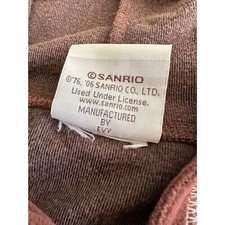 © SANRIO
©'76, '06 SANRIO CO., LTD.
Used Under License.
www.sanrio.com
MANUFACTURED
BY
EVY